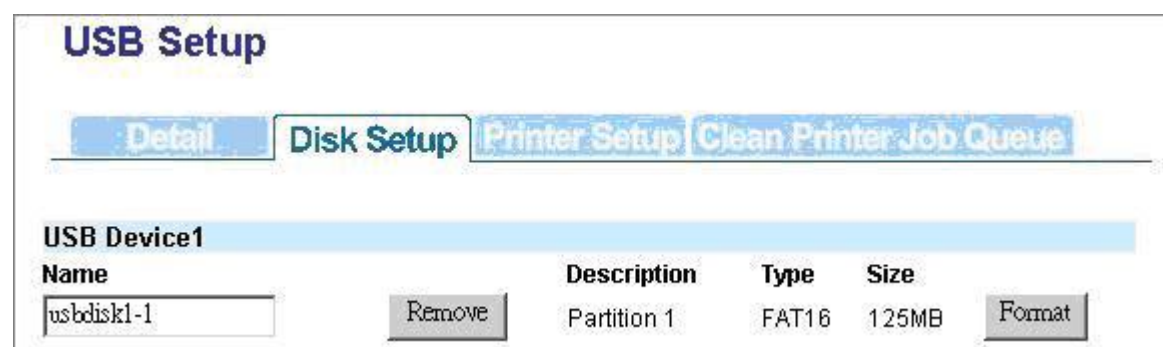 USB Setup
Detail Disk Setup Printer Setup Clean Printer Job Queue
USB Device1
Name Description Type Size
usbdisk1-1 Remove Partition 1 FAT16 125MB Format